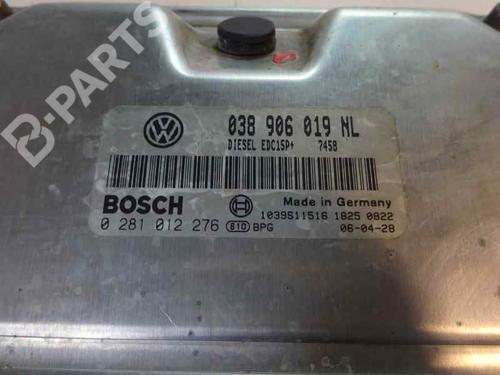 038 906 019 NL
DIESEL EDC15P+ 7458
BOSCH
Made in Germany
1039S11516 1825 0822
0 281 012 276 810 BPG 06-04-28
B-PARTS